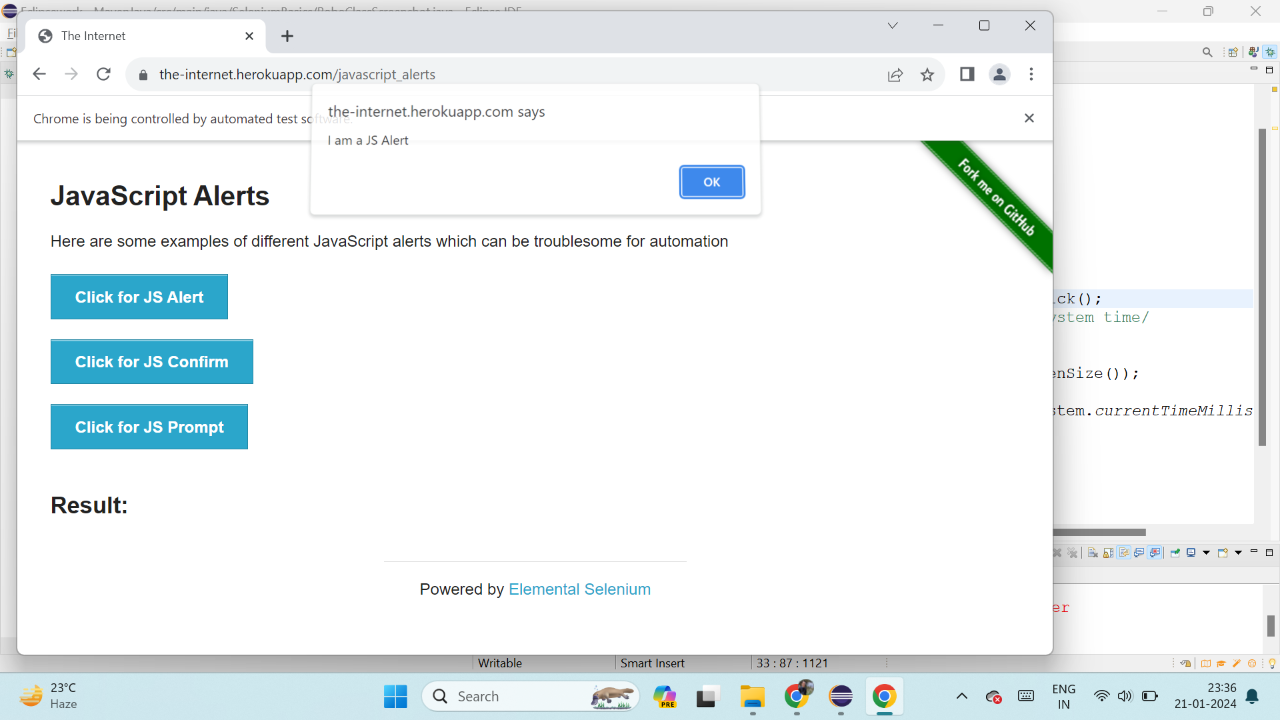 The Internet
the-internet.herokuapp.com/javascript_alerts
Chrome is being controlled by automated test software.
the-internet.herokuapp.com says
I am a JS Alert
OK
Fork me on GitHub
JavaScript Alerts
Here are some examples of different JavaScript alerts which can be troublesome for automation
Click for JS Alert
Click for JS Confirm
Click for JS Prompt
Result:
Powered by Elemental Selenium
ck();
stem time/
nSize());
tem.currentTimeMillis
er
Writable
Smart Insert
33 : 87 : 1121
23°C
Haze
Search
PRE
ENG
IN
23:36
21-01-2024